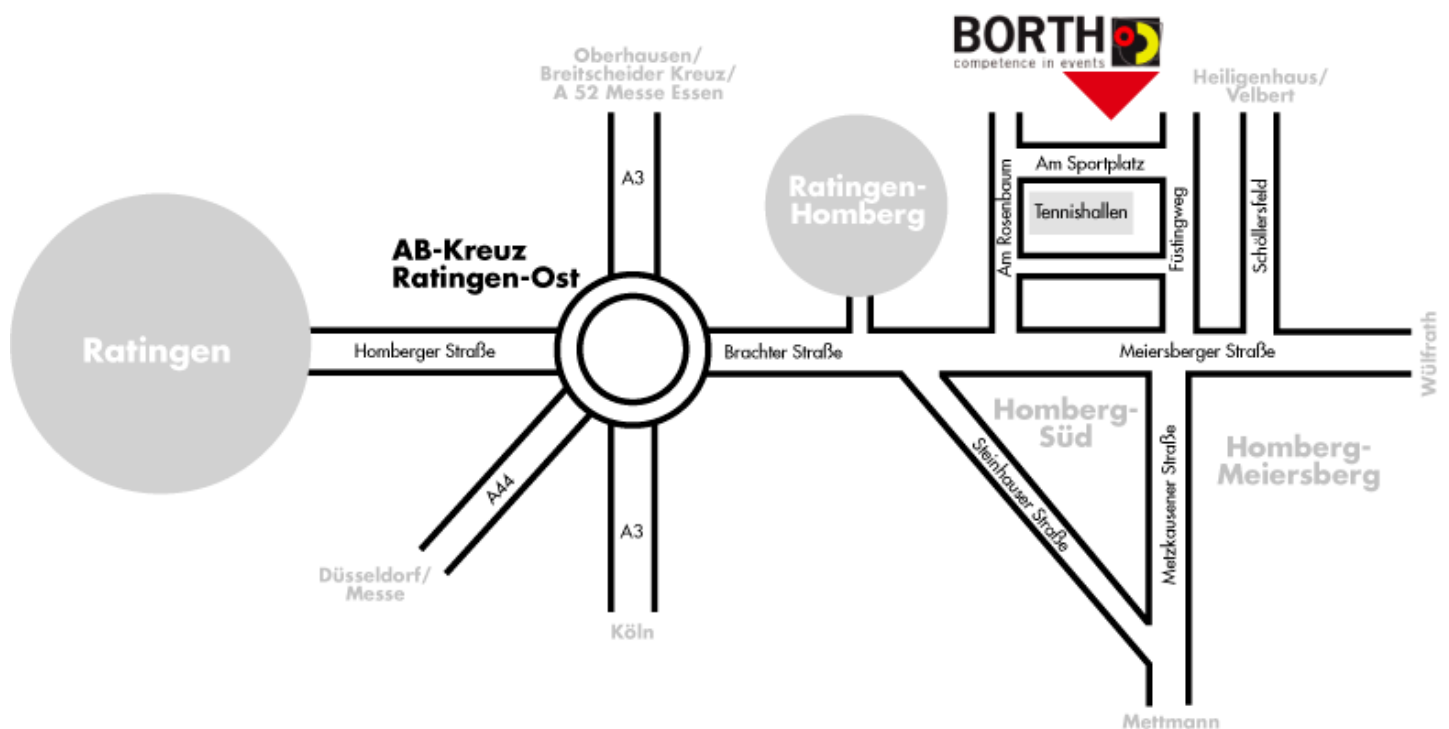 BORTH
competence in events
Oberhausen/
Breitscheider Kreuz/
A 52 Messe Essen
Heiligenhaus/
Velbert
A3
Ratingen-
Homberg
Am Sportplatz
Am Rosenbaum
Tennishallen
Füstingweg
Schöllersfeld
AB-Kreuz
Ratingen-Ost
Ratingen
Homberger Straße
Brachter Straße
Meiersberger Straße
Wülfrath
Homberg-
Süd
Homberg-
Meiersberg
Steinhauser Straße
Metzkausener Straße
A44
A3
Düsseldorf/
Messe
Köln
Mettmann